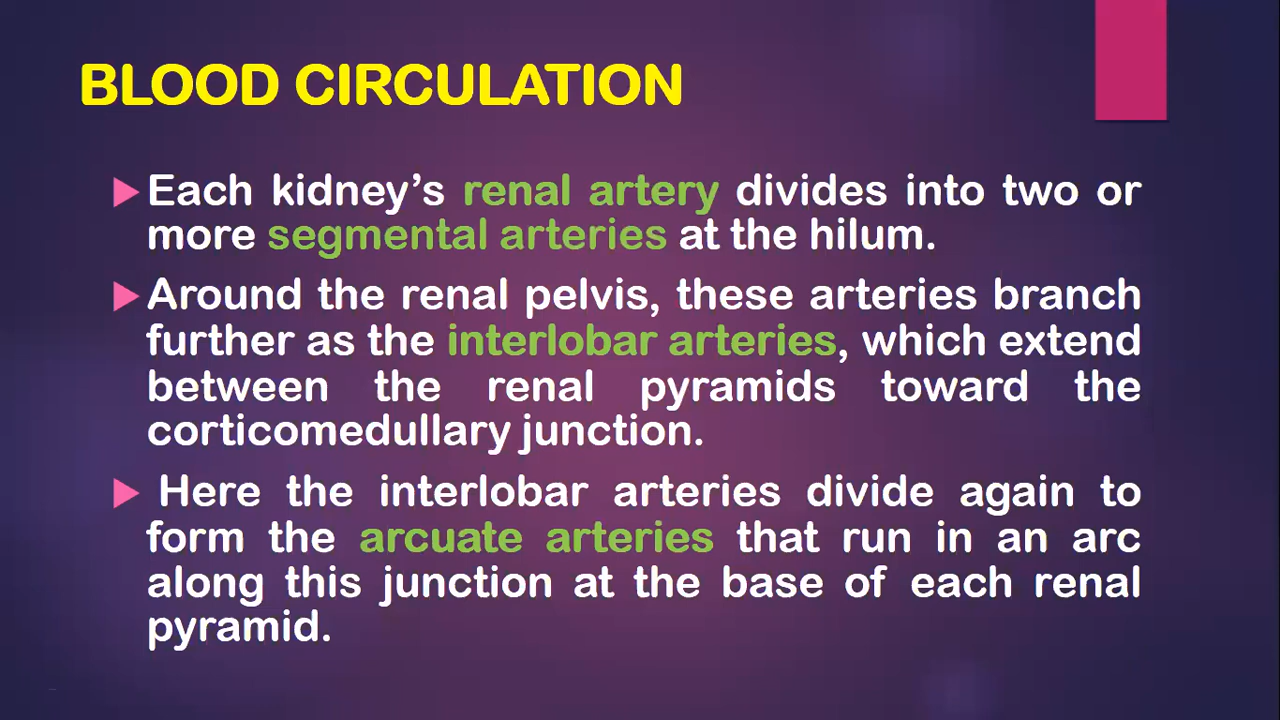 BLOOD CIRCULATION
Each kidney’s renal artery divides into two or
more segmental arteries at the hilum.
Around the renal pelvis, these arteries branch
further as the interlobar arteries, which extend
between the renal pyramids toward the
corticomedullary junction.
Here the interlobar arteries divide again to
form the arcuate arteries that run in an arc
along this junction at the base of each renal
pyramid.